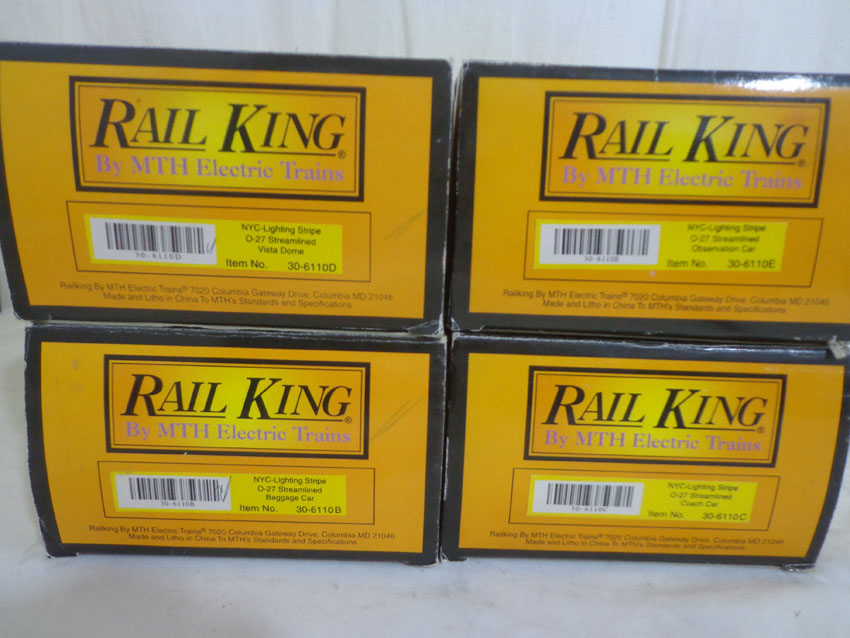 RAIL KING®
By MTH Electric Trains
NYC-Lighting Stripe
O-27 Streamlined
Vista Dome
30-6110D
Item No. 30-6110D
Railking By MTH Electric Trains® 7020 Columbia Gateway Drive, Columbia MD 21046
Made and Litho in China To MTH's Standards and Specifications
RAIL KING®
By MTH Electric Trains
NYC-Lighting Stripe
O-27 Streamlined
Observation Car
30-6110E
Item No. 30-6110E
Railking By MTH Electric Trains® 7020 Columbia Gateway Drive, Columbia MD 21046
Made and Litho in China To MTH's Standards and Specifications
RAIL KING®
By MTH Electric Trains
NYC-Lighting Stripe
O-27 Streamlined
Baggage Car
30-6110B
Item No. 30-6110B
Railking By MTH Electric Trains® 7020 Columbia Gateway Drive, Columbia MD 21046
Made and Litho in China To MTH's Standards and Specifications
RAIL KING®
By MTH Electric Trains
NYC-Lighting Stripe
O-27 Streamlined
Coach Car
30-6110C
Item No. 30-6110C
Railking By MTH Electric Trains® 7020 Columbia Gateway Drive, Columbia MD 21046
Made and Litho in China To MTH's Standards and Specifications